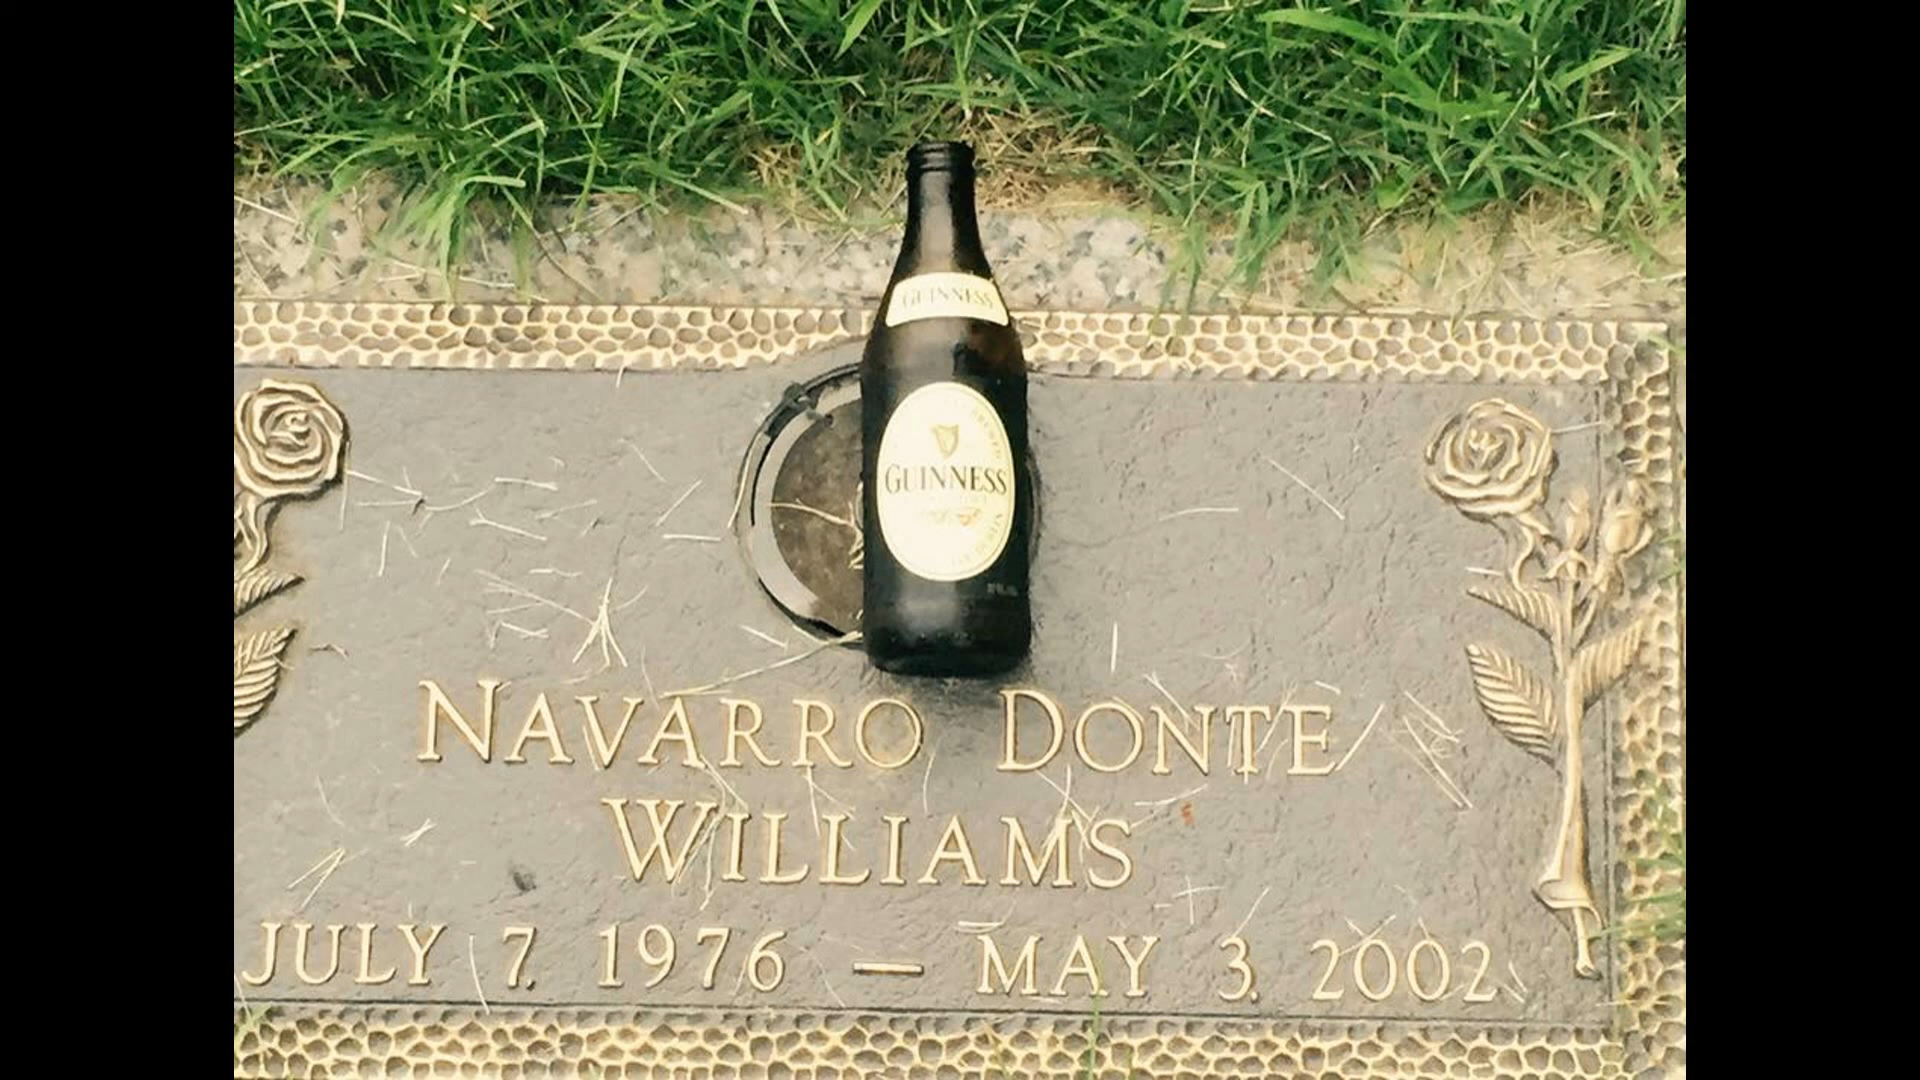 GUINNESS
GUINNESS
NAVARRO DONTE
WILLIAMS
JULY 7, 1976 — MAY 3, 2002